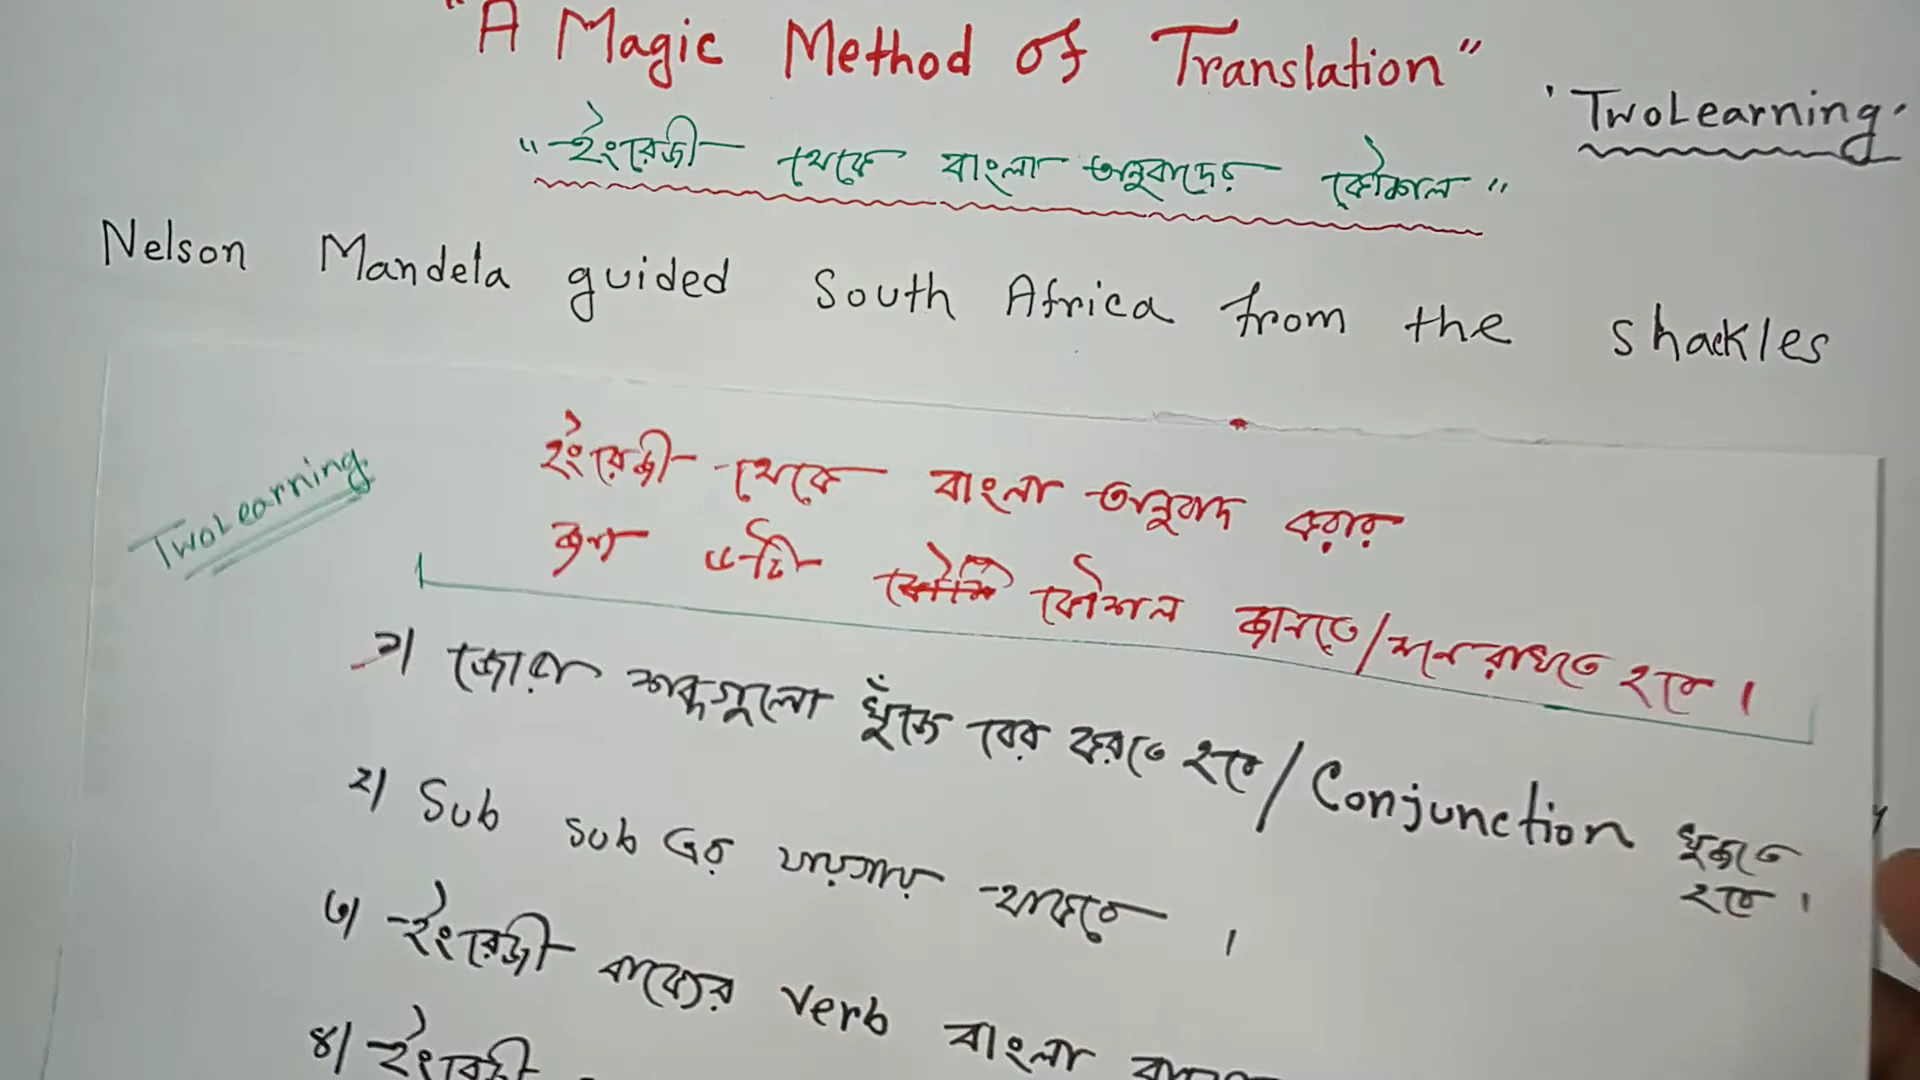 "A Magic Method of Translation"
'TwoLearning'
"ইংরেজী থেকে বাংলা অনুবাদের কৌশল"
Nelson Mandela guided South Africa from the shackles
TwoLearning
ইংরেজী থেকে বাংলা অনুবাদ করার
জন্য ৫টি কৌশল জানতে/মনে রাখতে হবে।
১। জোড়া শব্দগুলো খুঁজে বের করতে হবে/Conjunction খুজতে
হবে।
২। Sub sub এর যায়গায় থাকবে।
৩। ইংরেজী বাক্যের verb বাংলা
৪। ইংরেজী